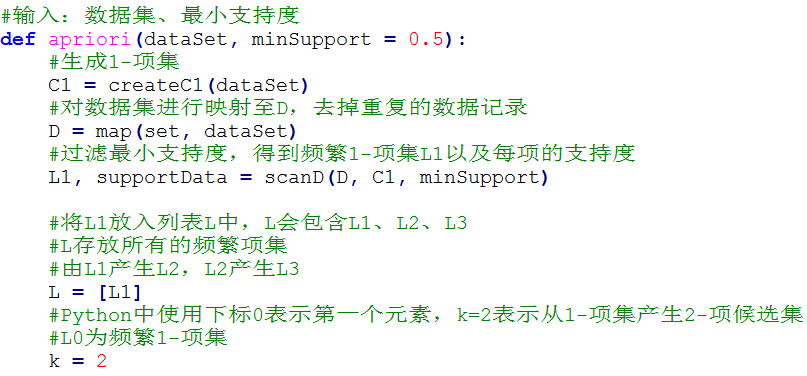 #输入：数据集、最小支持度
def apriori(dataSet, minSupport = 0.5):
    #生成1-项集
    C1 = createC1(dataSet)
    #对数据集进行映射至D，去掉重复的数据记录
    D = map(set, dataSet)
    #过滤最小支持度，得到频繁1-项集L1以及每项的支持度
    L1, supportData = scanD(D, C1, minSupport)

    #将L1放入列表L中，L会包含L1、L2、L3
    #L存放所有的频繁项集
    #由L1产生L2，L2产生L3
    L = [L1]
    #Python中使用下标0表示第一个元素，k=2表示从1-项集产生2-项候选集
    #L0为频繁1-项集
    k = 2